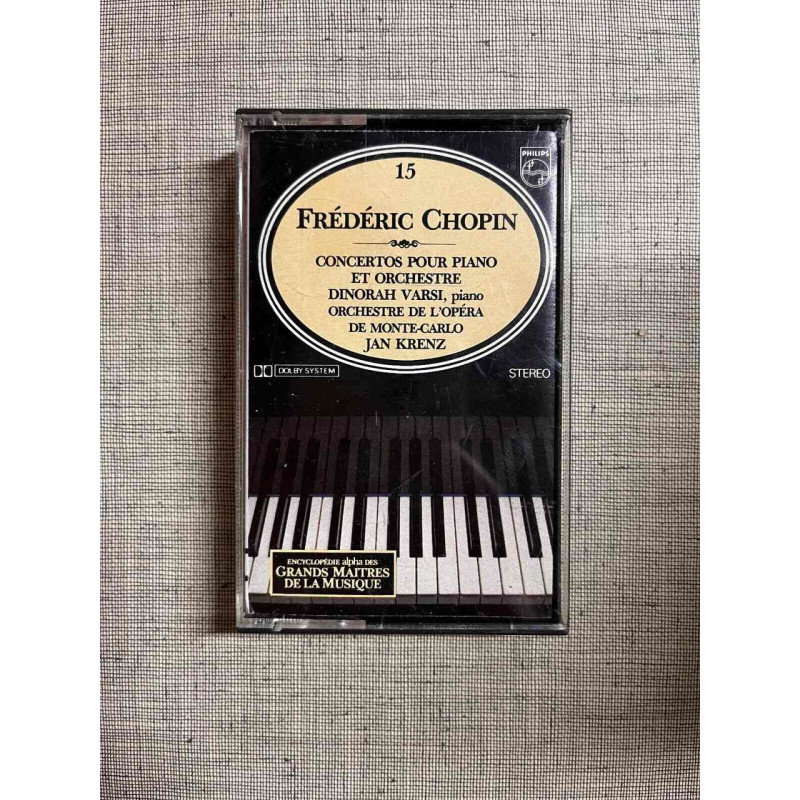 PHILIPS
15
FRÉDÉRIC CHOPIN
CONCERTOS POUR PIANO
ET ORCHESTRE
DINORAH VARSI, piano
ORCHESTRE DE L'OPÉRA
DE MONTE-CARLO
JAN KRENZ
DOLBY SYSTEM
STEREO
ENCYCLOPÉDIE alpha DES
GRANDS MAITRES
DE LA MUSIQUE